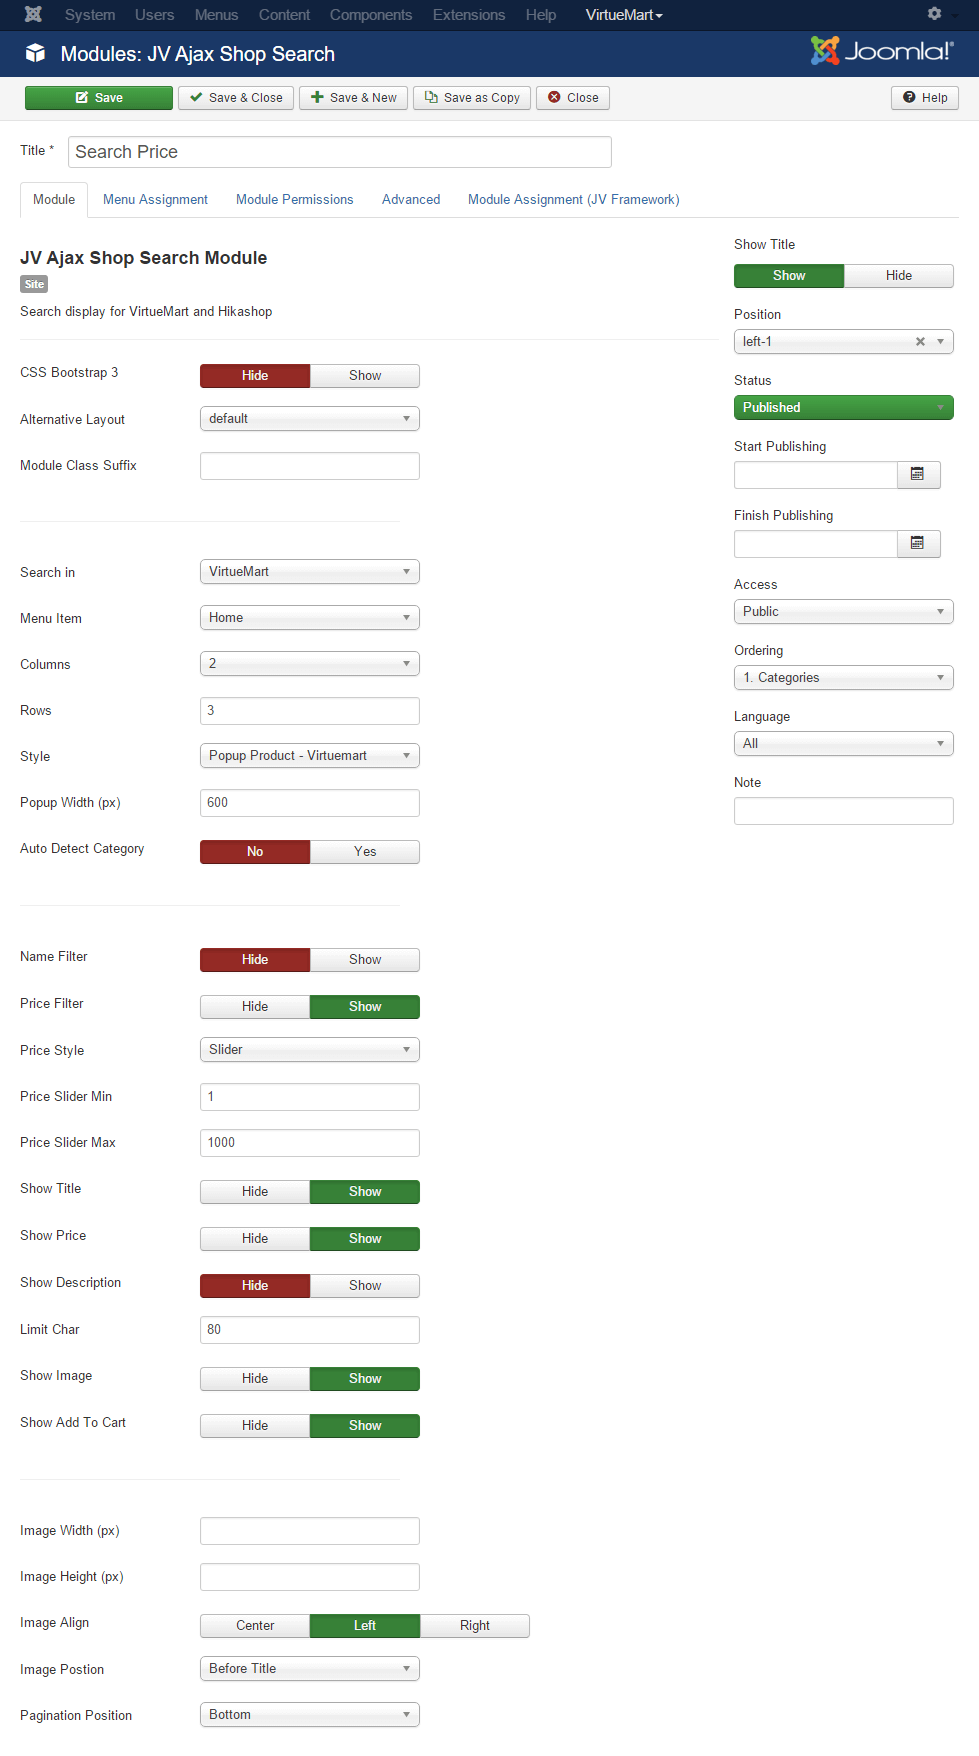 System Users Menus Content Components Extensions Help VirtueMart
Modules: JV Ajax Shop Search
Joomla!®
Save Save & Close Save & New Save as Copy Close Help
Title * Search Price
Module Menu Assignment Module Permissions Advanced Module Assignment (JV Framework)
JV Ajax Shop Search Module
Site
Search display for VirtueMart and Hikashop
CSS Bootstrap 3 Hide Show
Alternative Layout default
Module Class Suffix
Search in VirtueMart
Menu Item Home
Columns 2
Rows 3
Style Popup Product - Virtuemart
Popup Width (px) 600
Auto Detect Category No Yes
Name Filter Hide Show
Price Filter Hide Show
Price Style Slider
Price Slider Min 1
Price Slider Max 1000
Show Title Hide Show
Show Price Hide Show
Show Description Hide Show
Limit Char 80
Show Image Hide Show
Show Add To Cart Hide Show
Image Width (px)
Image Height (px)
Image Align Center Left Right
Image Postion Before Title
Pagination Position Bottom
Show Title
Show Hide
Position
left-1
Status
Published
Start Publishing
Finish Publishing
Access
Public
Ordering
1. Categories
Language
All
Note